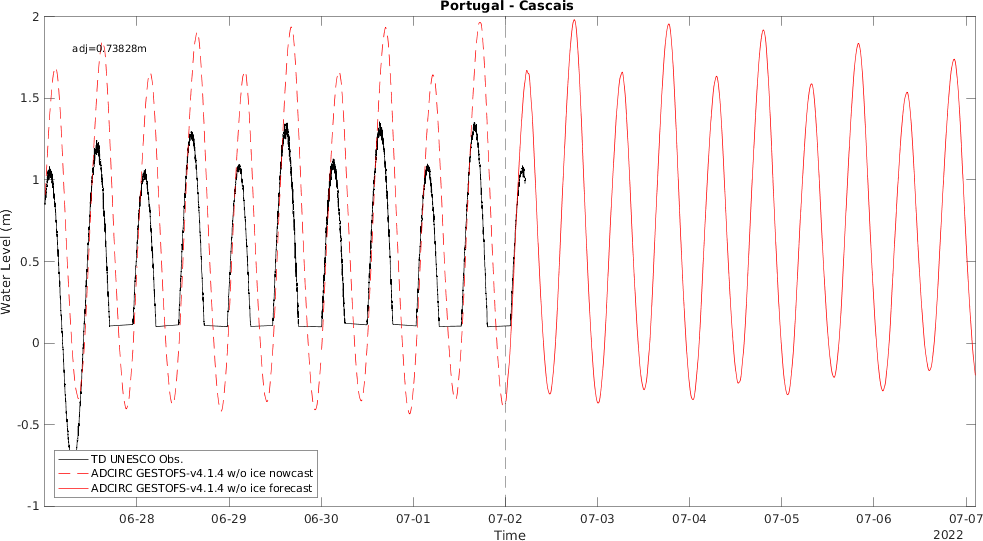 Portugal - Cascais
adj=0.73828m
Water Level (m)
2
1.5
1
0.5
0
-0.5
-1
TD UNESCO Obs.
ADCIRC GESTOFS-v4.1.4 w/o ice nowcast
ADCIRC GESTOFS-v4.1.4 w/o ice forecast
06-28 06-29 06-30 07-01 07-02 07-03 07-04 07-05 07-06 07-07
2022
Time